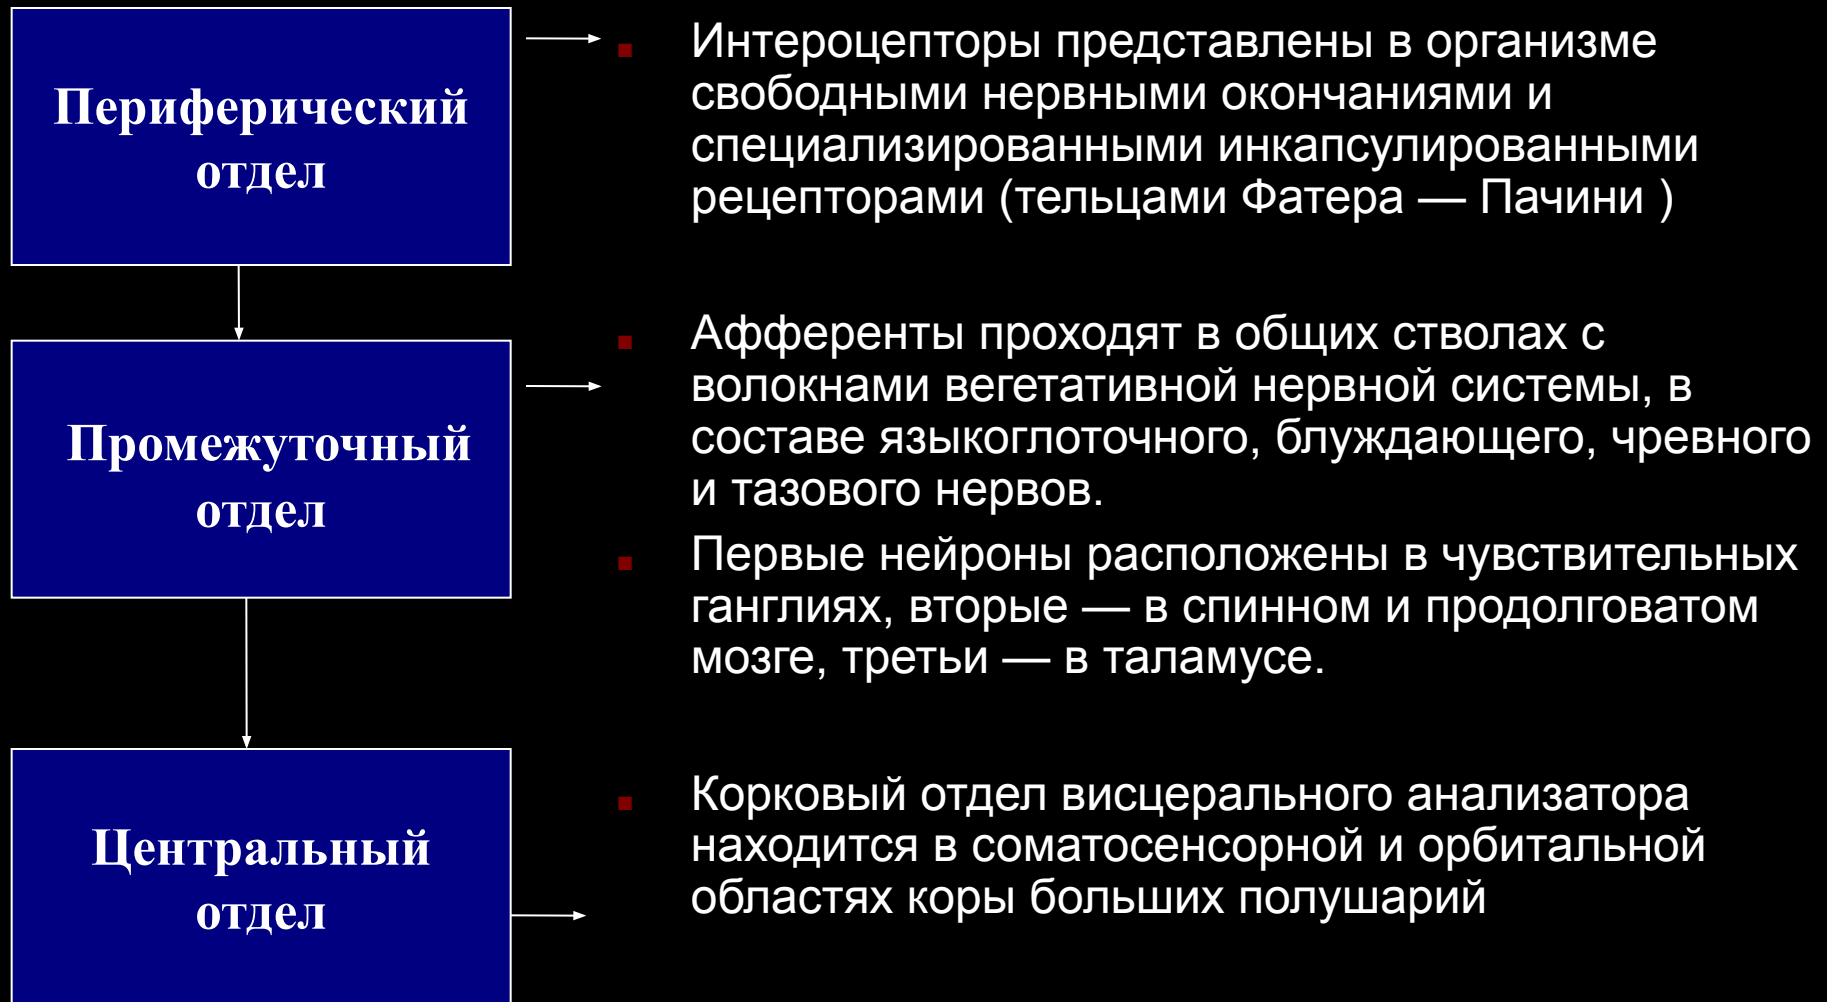 Периферический
отдел
Интероцепторы представлены в организме
свободными нервными окончаниями и
специализированными инкапсулированными
рецепторами (тельцами Фатера — Пачини )
Промежуточный
отдел
Афференты проходят в общих стволах с
волокнами вегетативной нервной системы, в
составе языкоглоточного, блуждающего, чревного
и тазового нервов.
Первые нейроны расположены в чувствительных
ганглиях, вторые — в спинном и продолговатом
мозге, третьи — в таламусе.
Центральный
отдел
Корковый отдел висцерального анализатора
находится в соматосенсорной и орбитальной
областях коры больших полушарий